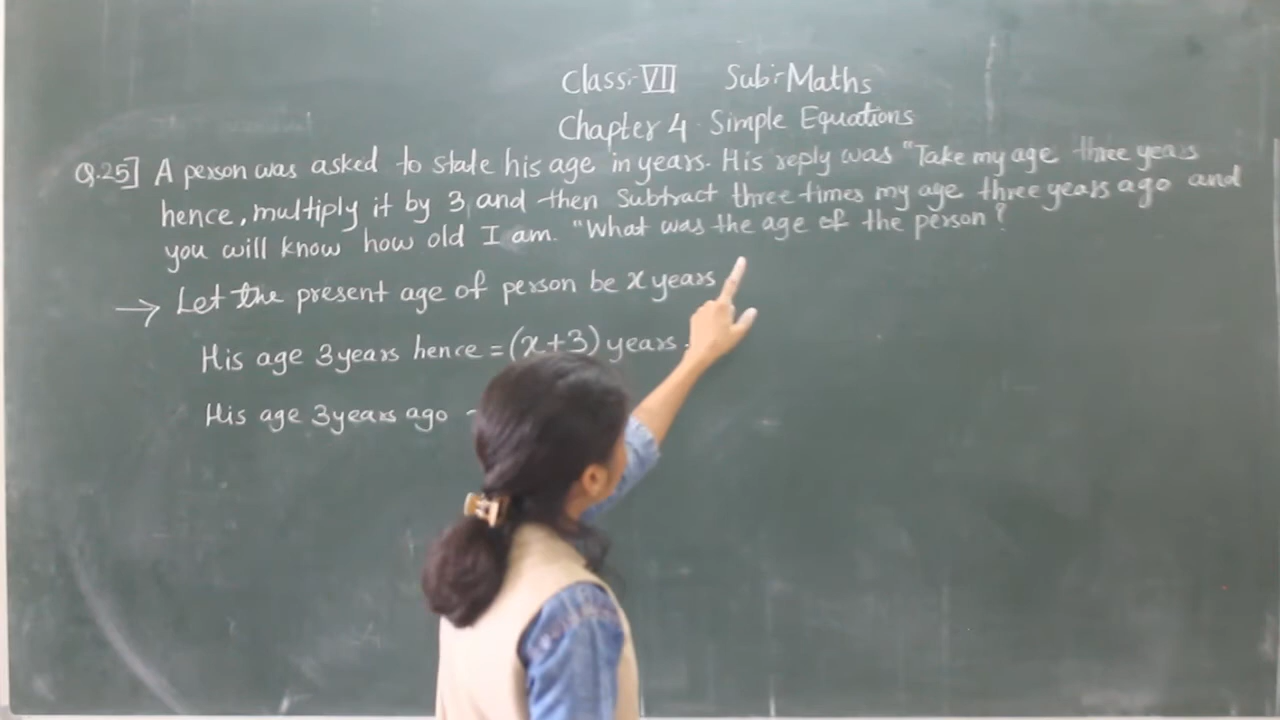 Class:- VII Sub:- Maths
Chapter 4 Simple Equations
Q.25] A person was asked to state his age in years. His reply was "Take my age three years
hence, multiply it by 3 and then Subtract three times my age three years ago and
you will know how old I am. "What was the age of the person?
→ Let the present age of person be x years
His age 3 years hence = (x+3) years.
His age 3 years ago